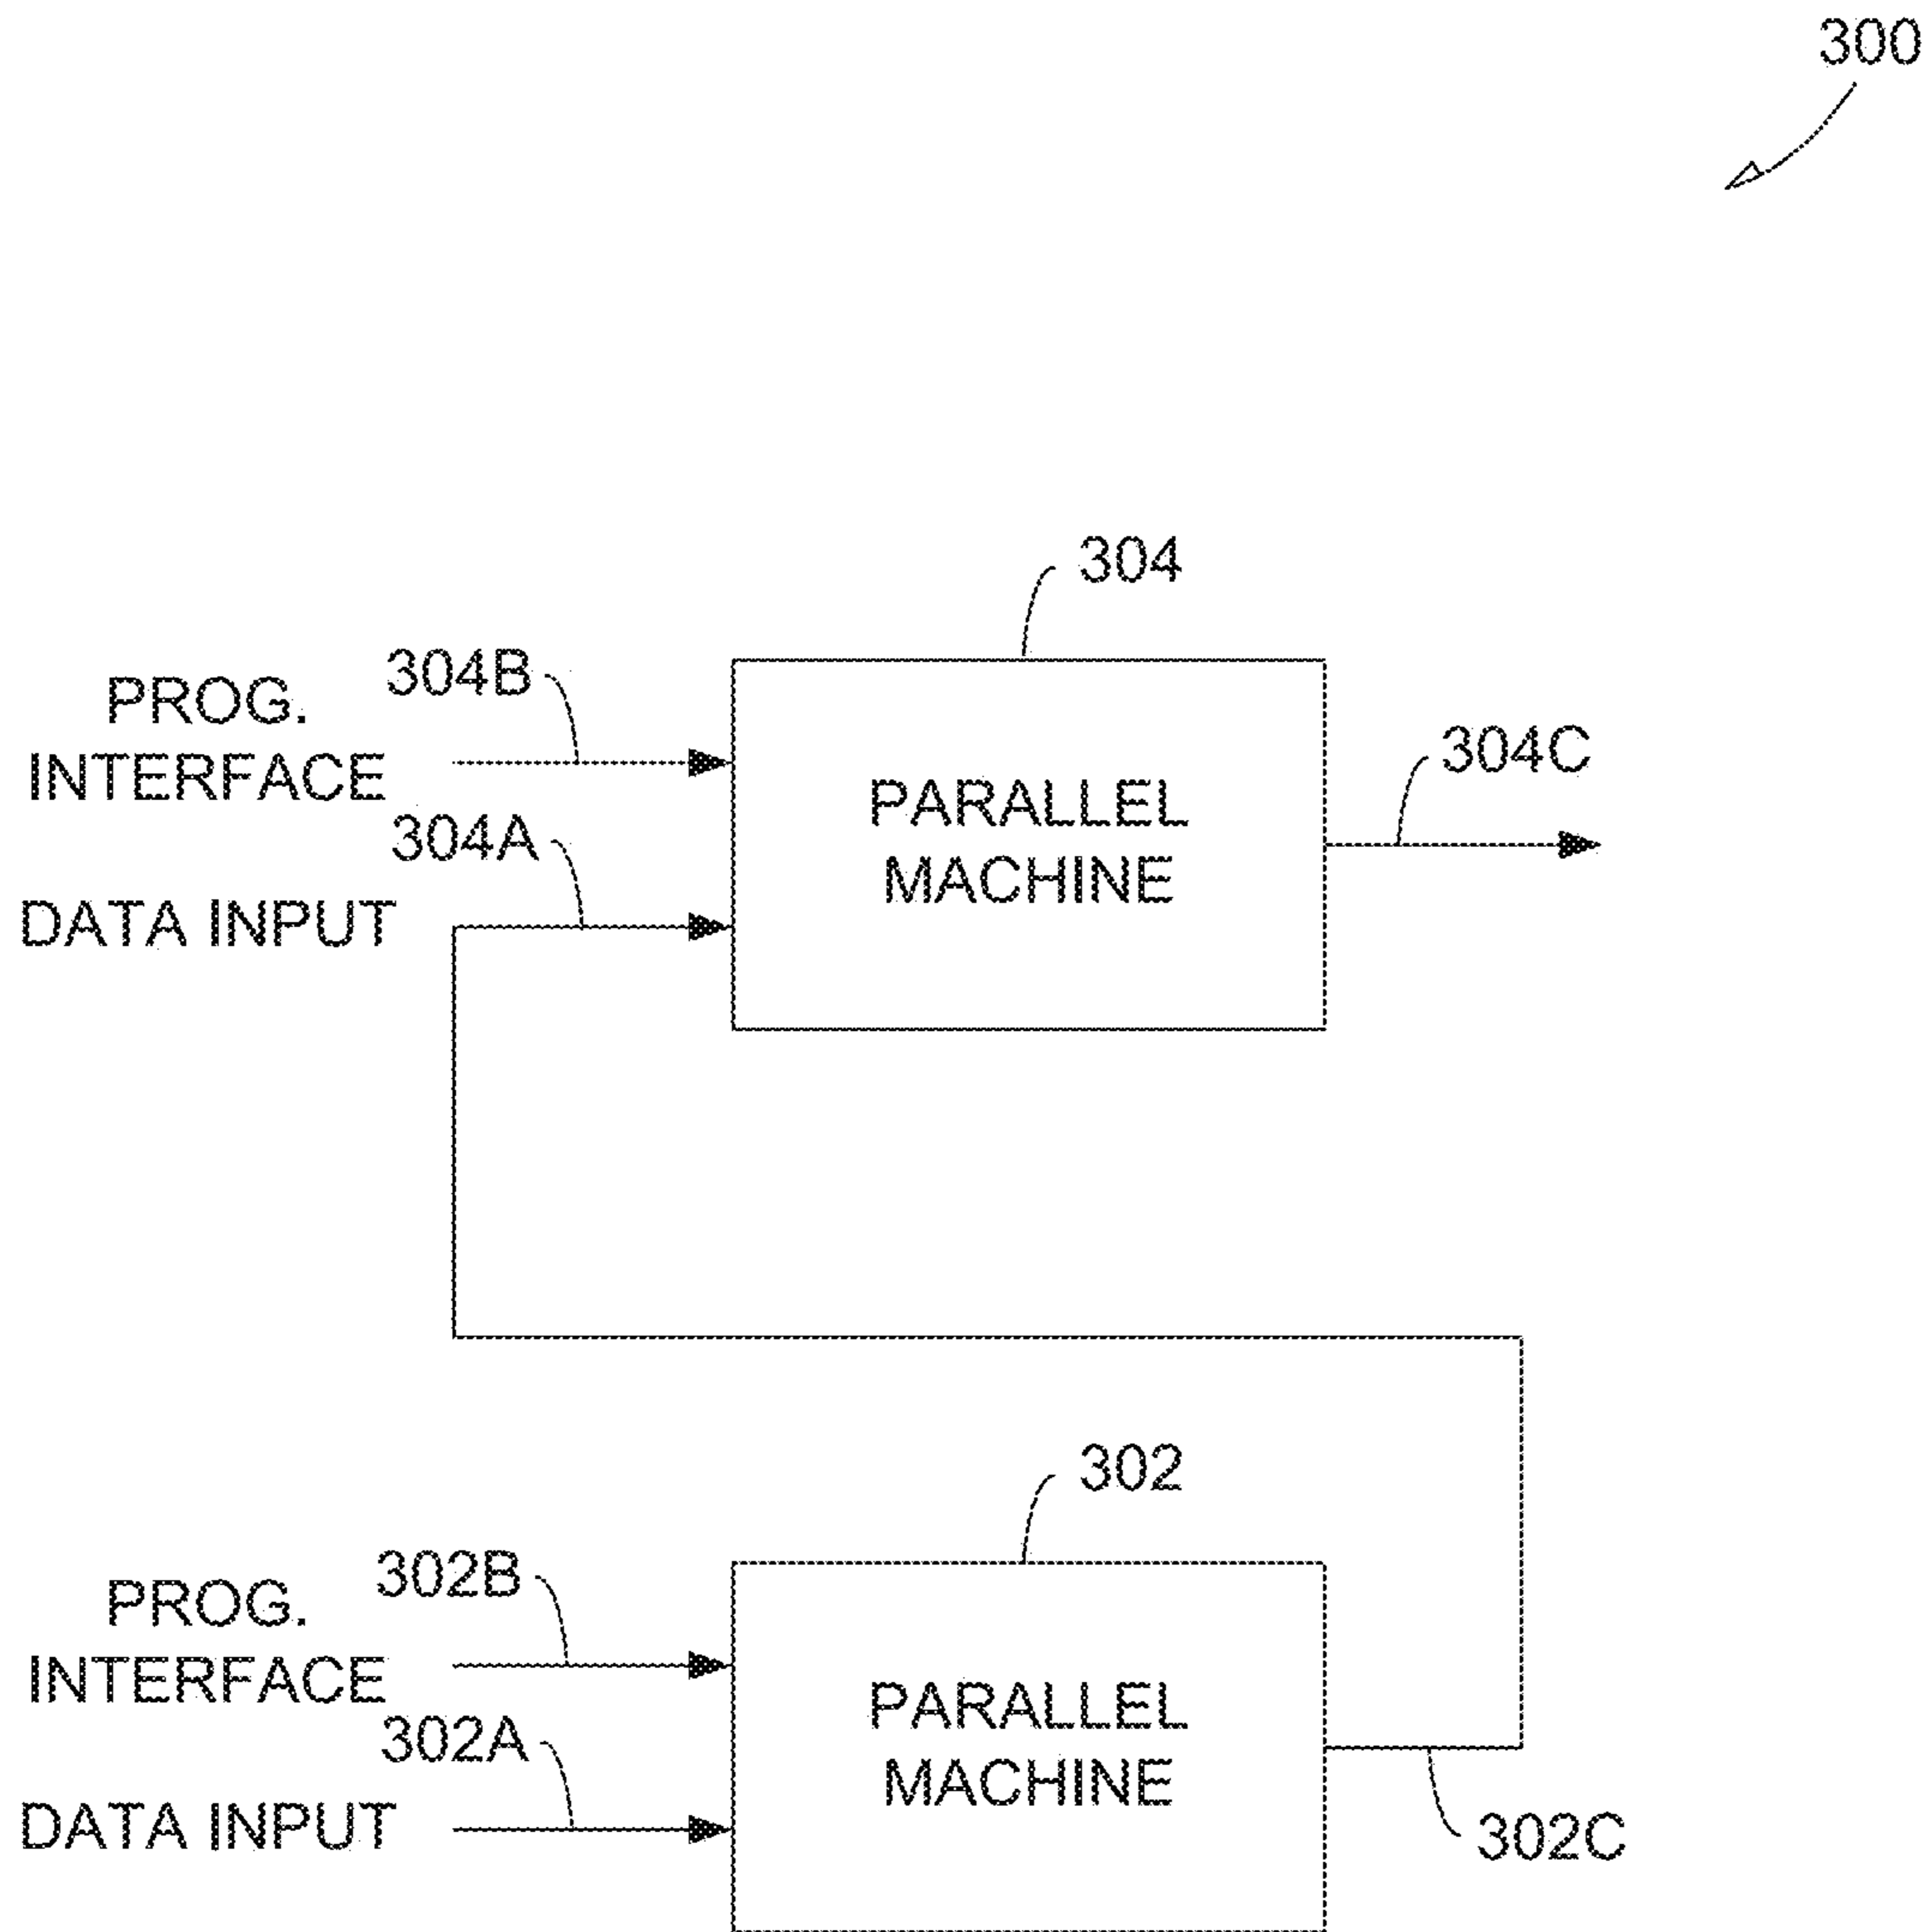 300
304
304B
PROG.
INTERFACE
304C
PARALLEL
MACHINE
304A
DATA INPUT
302
302B
PROG.
INTERFACE
PARALLEL
MACHINE
302A
DATA INPUT
302C